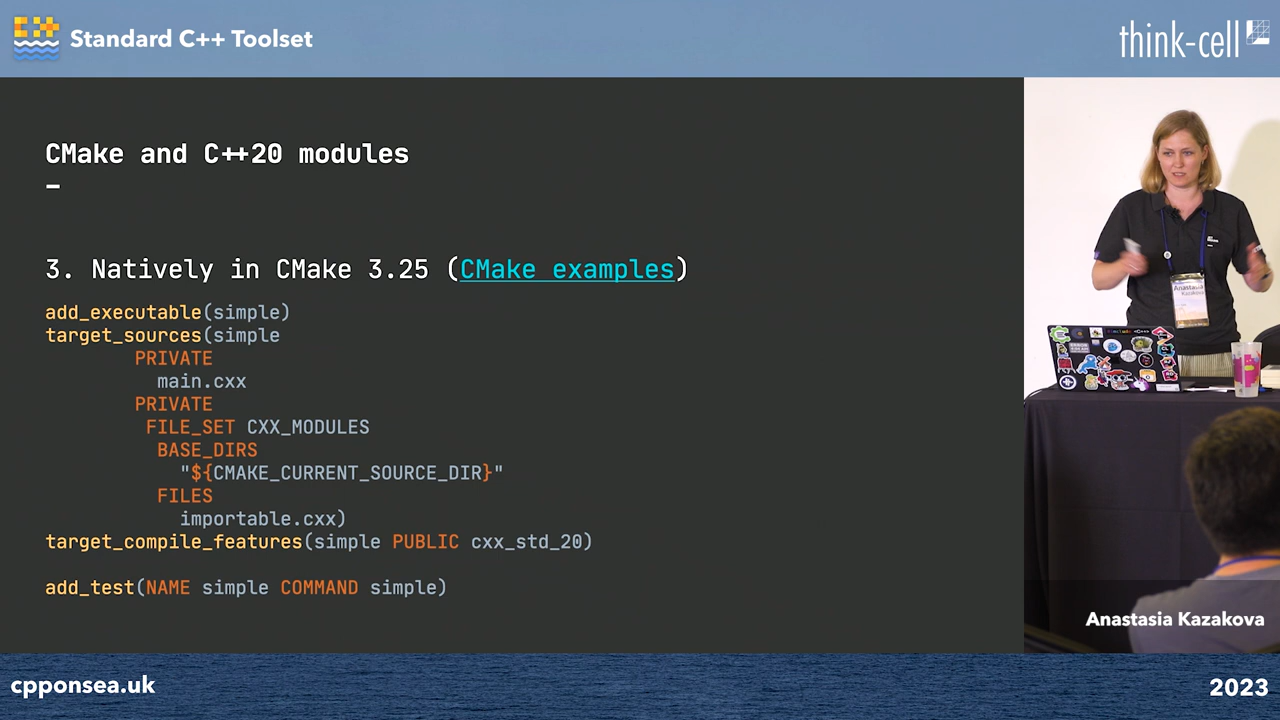 Standard C++ Toolset
think-cell
CMake and C++20 modules
3. Natively in CMake 3.25 (CMake examples)
add_executable(simple)
target_sources(simple
PRIVATE
main.cxx
PRIVATE
FILE_SET CXX_MODULES
BASE_DIRS
"${CMAKE_CURRENT_SOURCE_DIR}"
FILES
importable.cxx)
target_compile_features(simple PUBLIC cxx_std_20)
add_test(NAME simple COMMAND simple)
Anastasia
Kazakova
Anastasia Kazakova
cpponsea.uk
2023